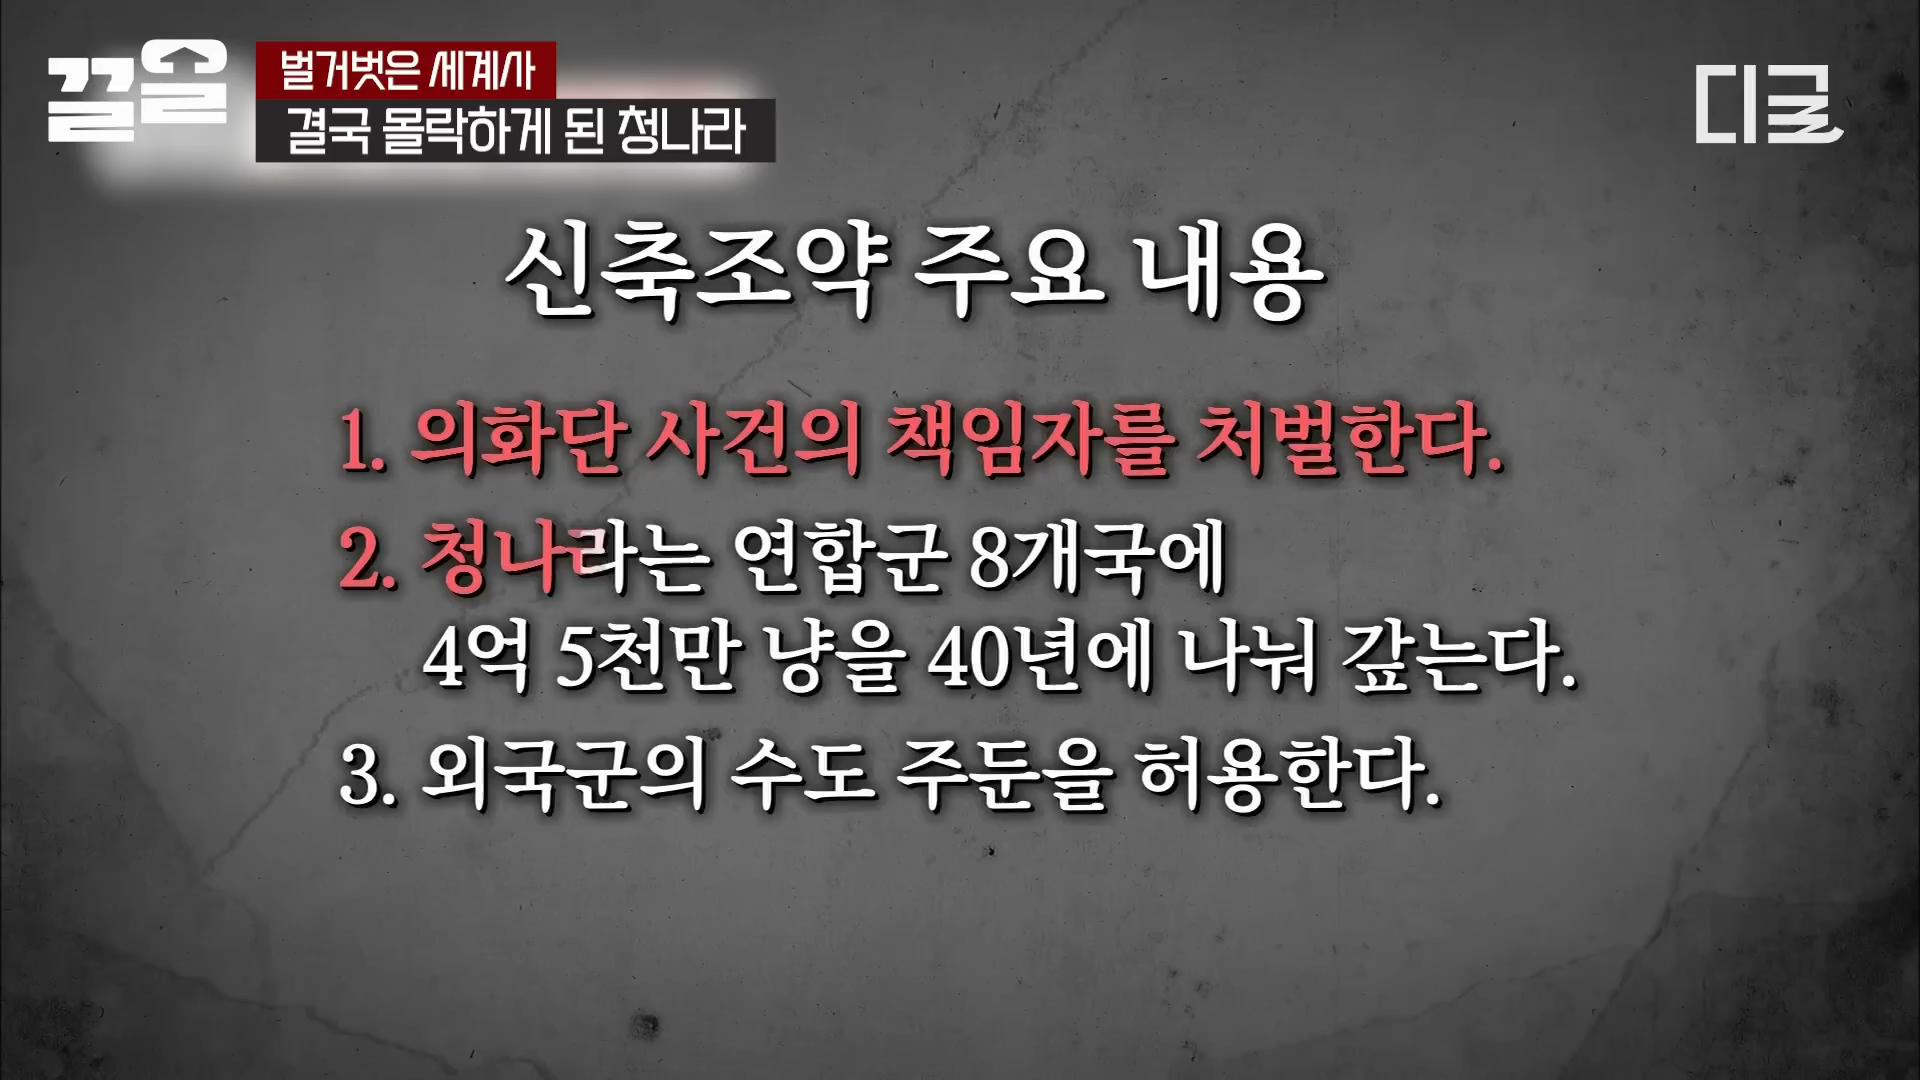 끌올
벌거벗은 세계사
결국 몰락하게 된 청나라
디글
신축조약 주요 내용
1. 의화단 사건의 책임자를 처벌한다.
2. 청나라는 연합군 8개국에
4억 5천만 냥을 40년에 나눠 갚는다.
3. 외국군의 수도 주둔을 허용한다.